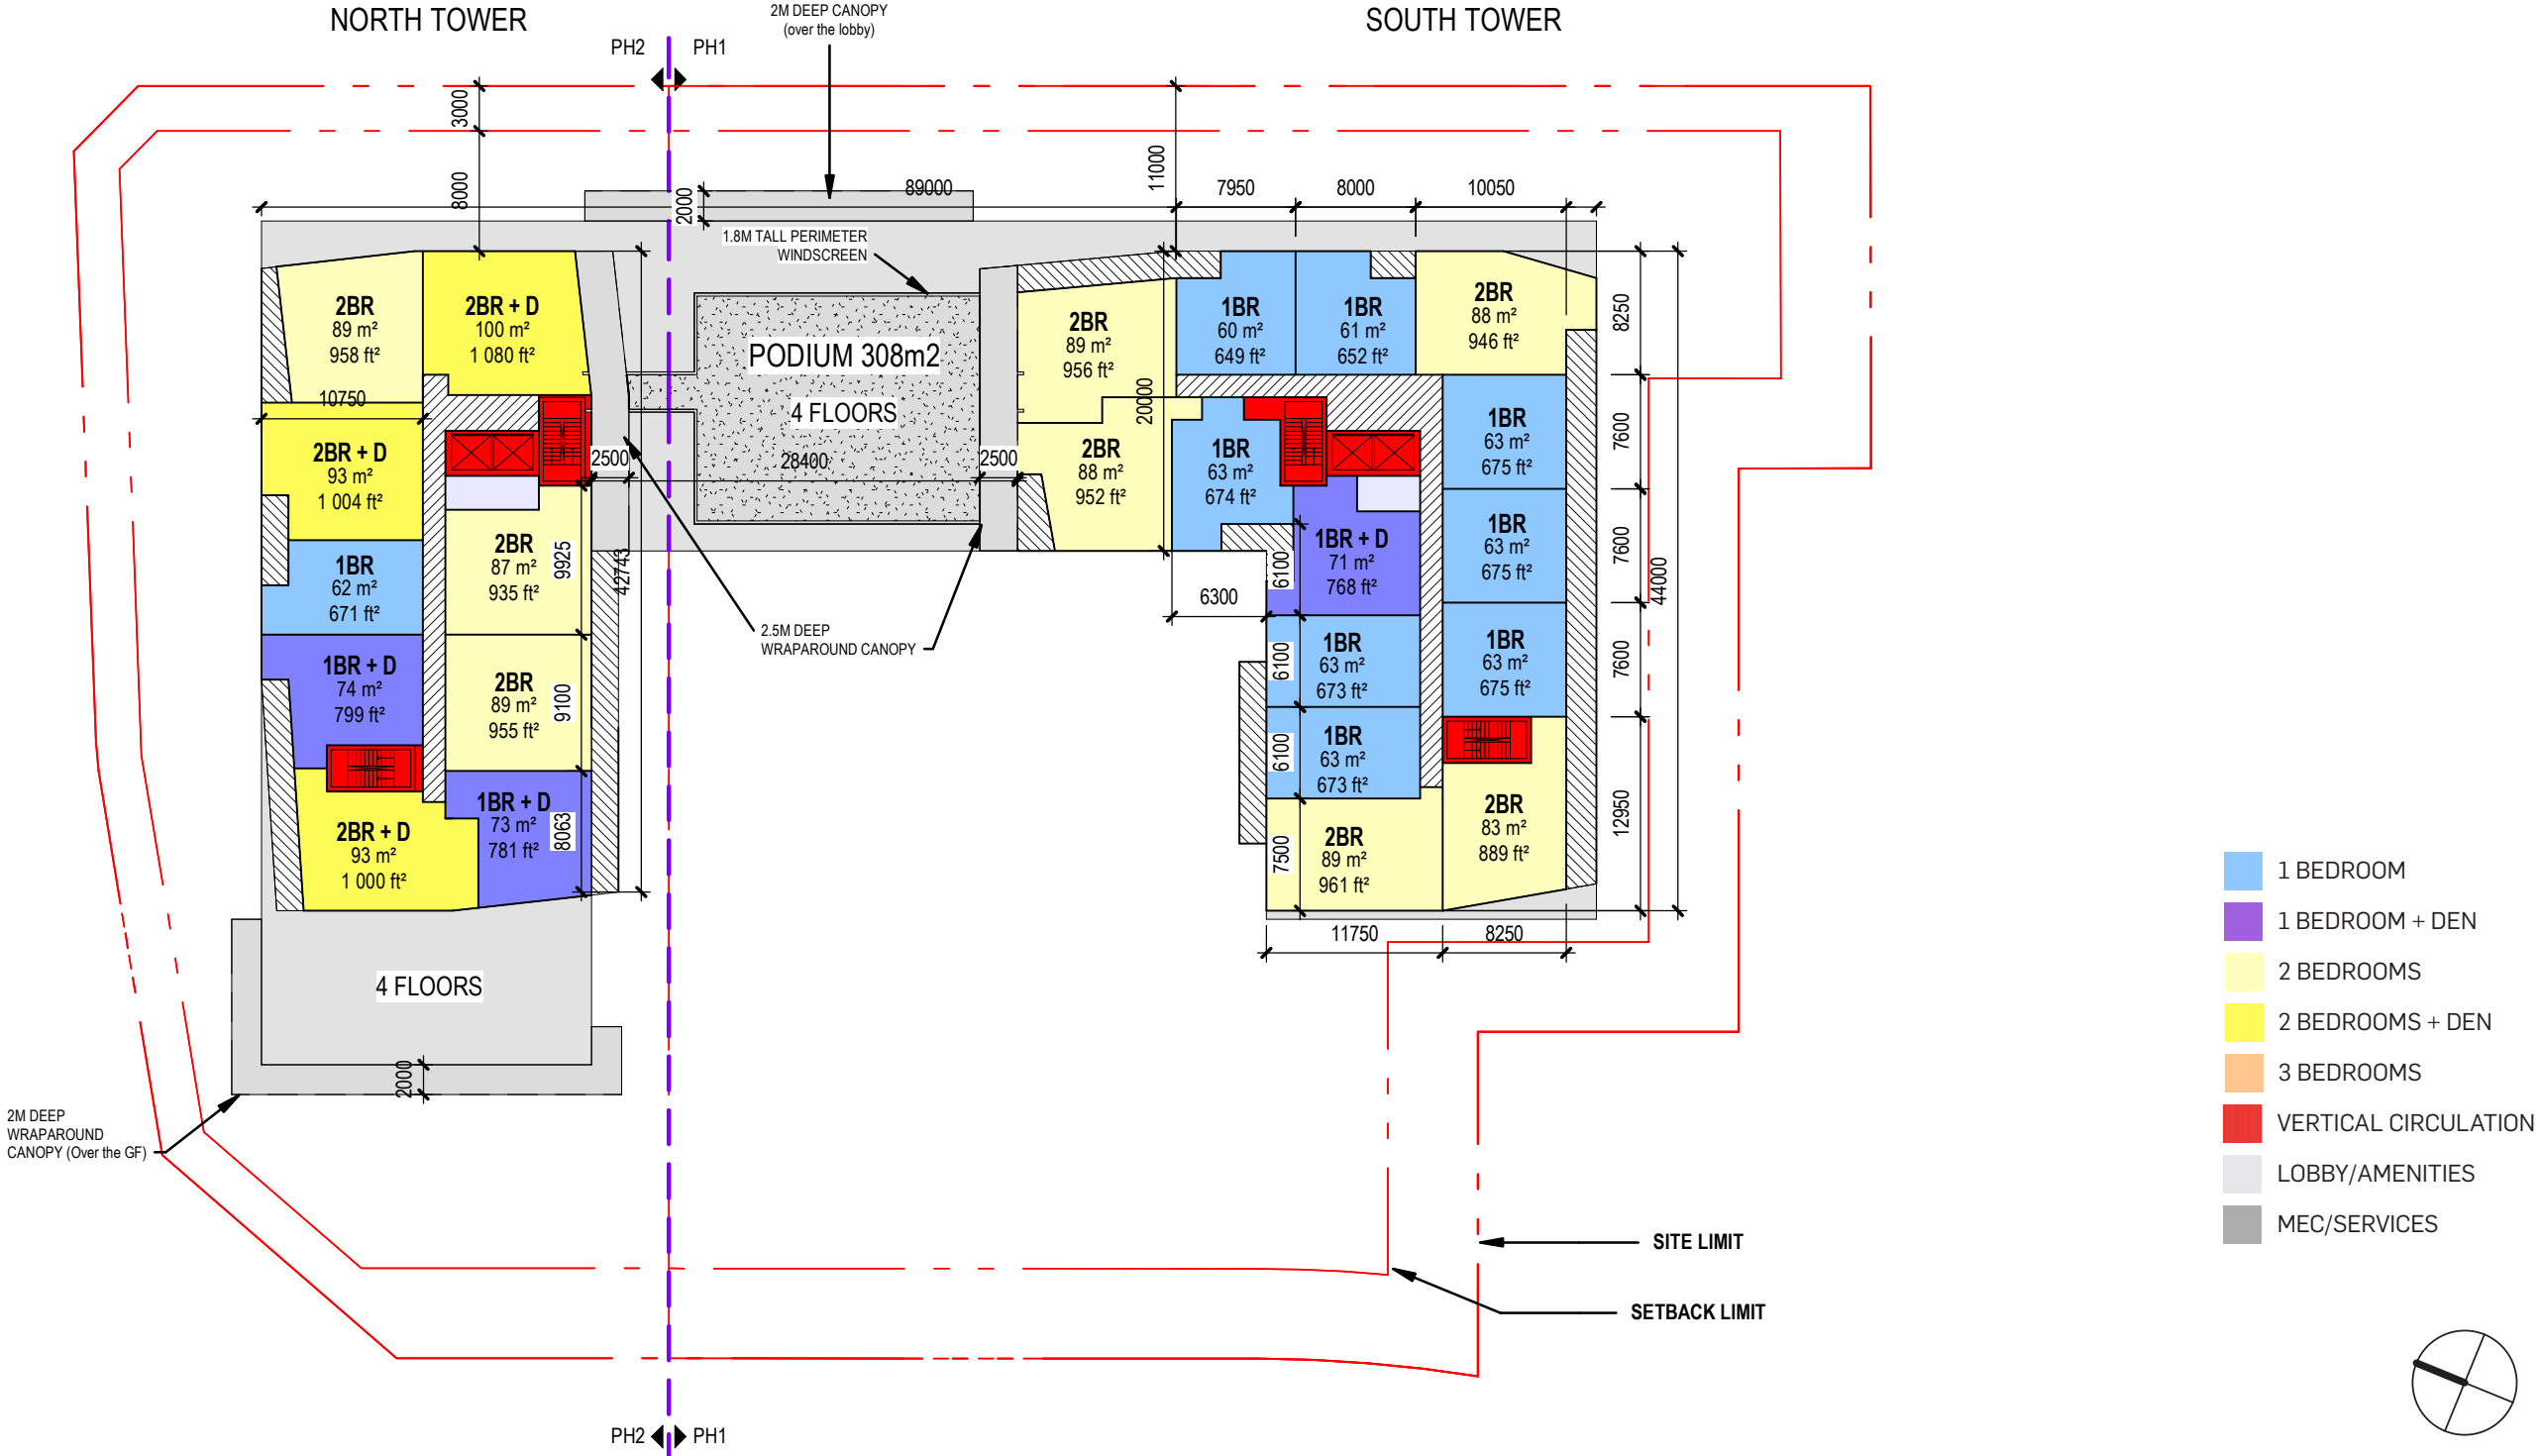 NORTH TOWER
2M DEEP CANOPY
(over the lobby)
SOUTH TOWER
PH2
PH1
3000
8000
2000
89000
11000
7950
8000
10050
1.8M TALL PERIMETER
WINDSCREEN
2BR
89 m²
958 ft²
2BR + D
100 m²
1 080 ft²
10750
2BR + D
93 m²
1 004 ft²
1BR
62 m²
671 ft²
1BR + D
74 m²
799 ft²
2BR + D
93 m²
1 000 ft²
2BR
87 m²
935 ft²
2BR
89 m²
955 ft²
1BR + D
73 m²
781 ft²
9925
9100
8063
42743
PODIUM 308m2
4 FLOORS
2500
28400
2500
2.5M DEEP
WRAPAROUND CANOPY
2BR
89 m²
956 ft²
20000
2BR
88 m²
952 ft²
1BR
60 m²
649 ft²
1BR
61 m²
652 ft²
2BR
88 m²
946 ft²
1BR
63 m²
674 ft²
1BR + D
71 m²
768 ft²
1BR
63 m²
673 ft²
1BR
63 m²
673 ft²
2BR
89 m²
961 ft²
1BR
63 m²
675 ft²
1BR
63 m²
675 ft²
1BR
63 m²
675 ft²
2BR
83 m²
889 ft²
6300
6100
6100
6100
7500
8250
7600
7600
7600
12950
44000
11750
8250
4 FLOORS
2000
2M DEEP
WRAPAROUND
CANOPY (Over the GF)
SITE LIMIT
SETBACK LIMIT
PH2
PH1
1 BEDROOM
1 BEDROOM + DEN
2 BEDROOMS
2 BEDROOMS + DEN
3 BEDROOMS
VERTICAL CIRCULATION
LOBBY/AMENITIES
MEC/SERVICES